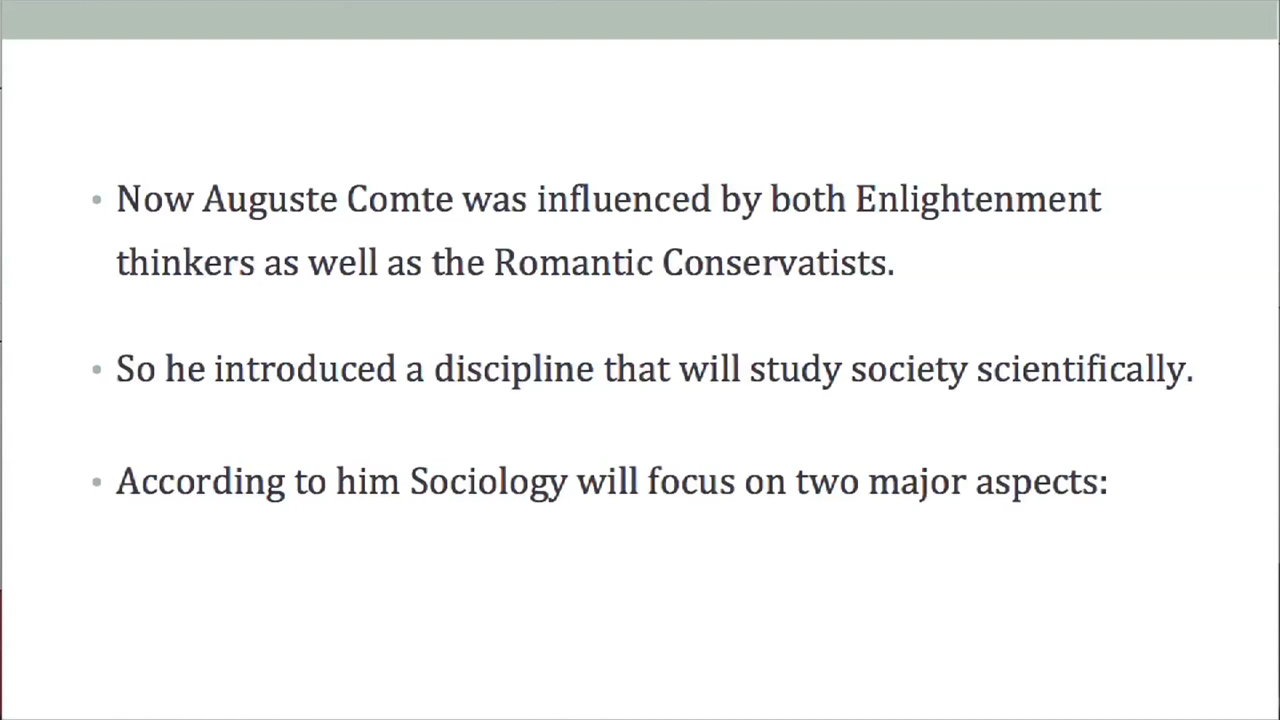 • Now Auguste Comte was influenced by both Enlightenment
thinkers as well as the Romantic Conservatists.
• So he introduced a discipline that will study society scientifically.
• According to him Sociology will focus on two major aspects: